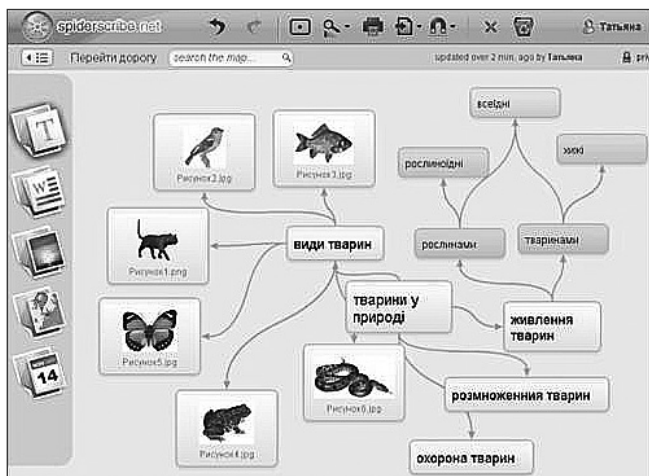 spiderscribe.net
Татьяна
Перейти дорогу
search the map...
updated over 2 min. ago by Татьяна
priv
T
W
14
всеїдні
рослиноїдні
хижі
Рисунок2.jpg
Рисунок3.jpg
рослинами
тваринами
види тварин
Рисунок1.png
тварини у
природі
живлення
тварин
Рисунок5.jpg
Рисунок6.jpg
розмноженния тварин
Рисунок4.jpg
охорона тварин